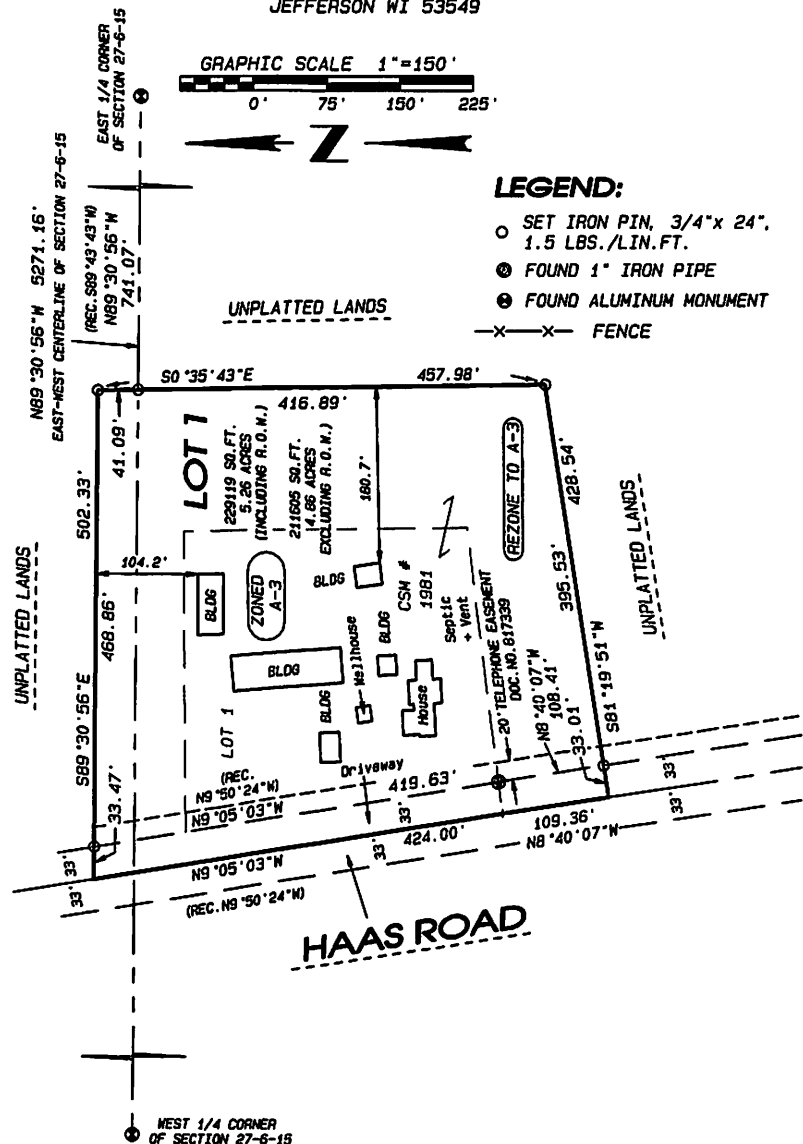 JEFFERSON WI 53549
GRAPHIC SCALE 1"=150'
0' 75' 150' 225'
Z
EAST 1/4 CORNER
OF SECTION 27-6-15
LEGEND:
SET IRON PIN, 3/4"x 24",
1.5 LBS./LIN.FT.
FOUND 1" IRON PIPE
FOUND ALUMINUM MONUMENT
—X—X— FENCE
N89°30'56"W 5271.16'
EAST-WEST CENTERLINE OF SECTION 27-6-15
(REC.S89°43'43"W)
N89°30'56"W
741.07'
UNPLATTED LANDS
S0°35'43"E
457.98'
416.89'
41.09'
LOT 1
229119 SQ.FT.
5.26 ACRES
(INCLUDING R.O.W.)
211605 SQ.FT.
4.86 ACRES
EXCLUDING R.O.W.)
180.7'
REZONE TO A-3
428.54'
395.53'
S81°19'51"W
UNPLATTED LANDS
502.33'
468.86'
S89°30'56"E
UNPLATTED LANDS
104.2'
BLDG
ZONED
A-3
BLDG
CSM #
1981
Septic
+ Vent
BLDG
Wellhouse
BLDG
BLDG
House
LOT 1
20' TELEPHONE EASEMENT
DOC.NO.817339
N8°40'07"W
108.41'
33.01'
33.47'
(REC.
N9°50'24"W)
N9°05'03"W
Driveway
419.63'
33'
33'
33'
33'
33'
33'
424.00'
109.36'
N8°40'07"W
N9°05'03"W
(REC.N9°50'24"W)
HAAS ROAD
WEST 1/4 CORNER
OF SECTION 27-6-15